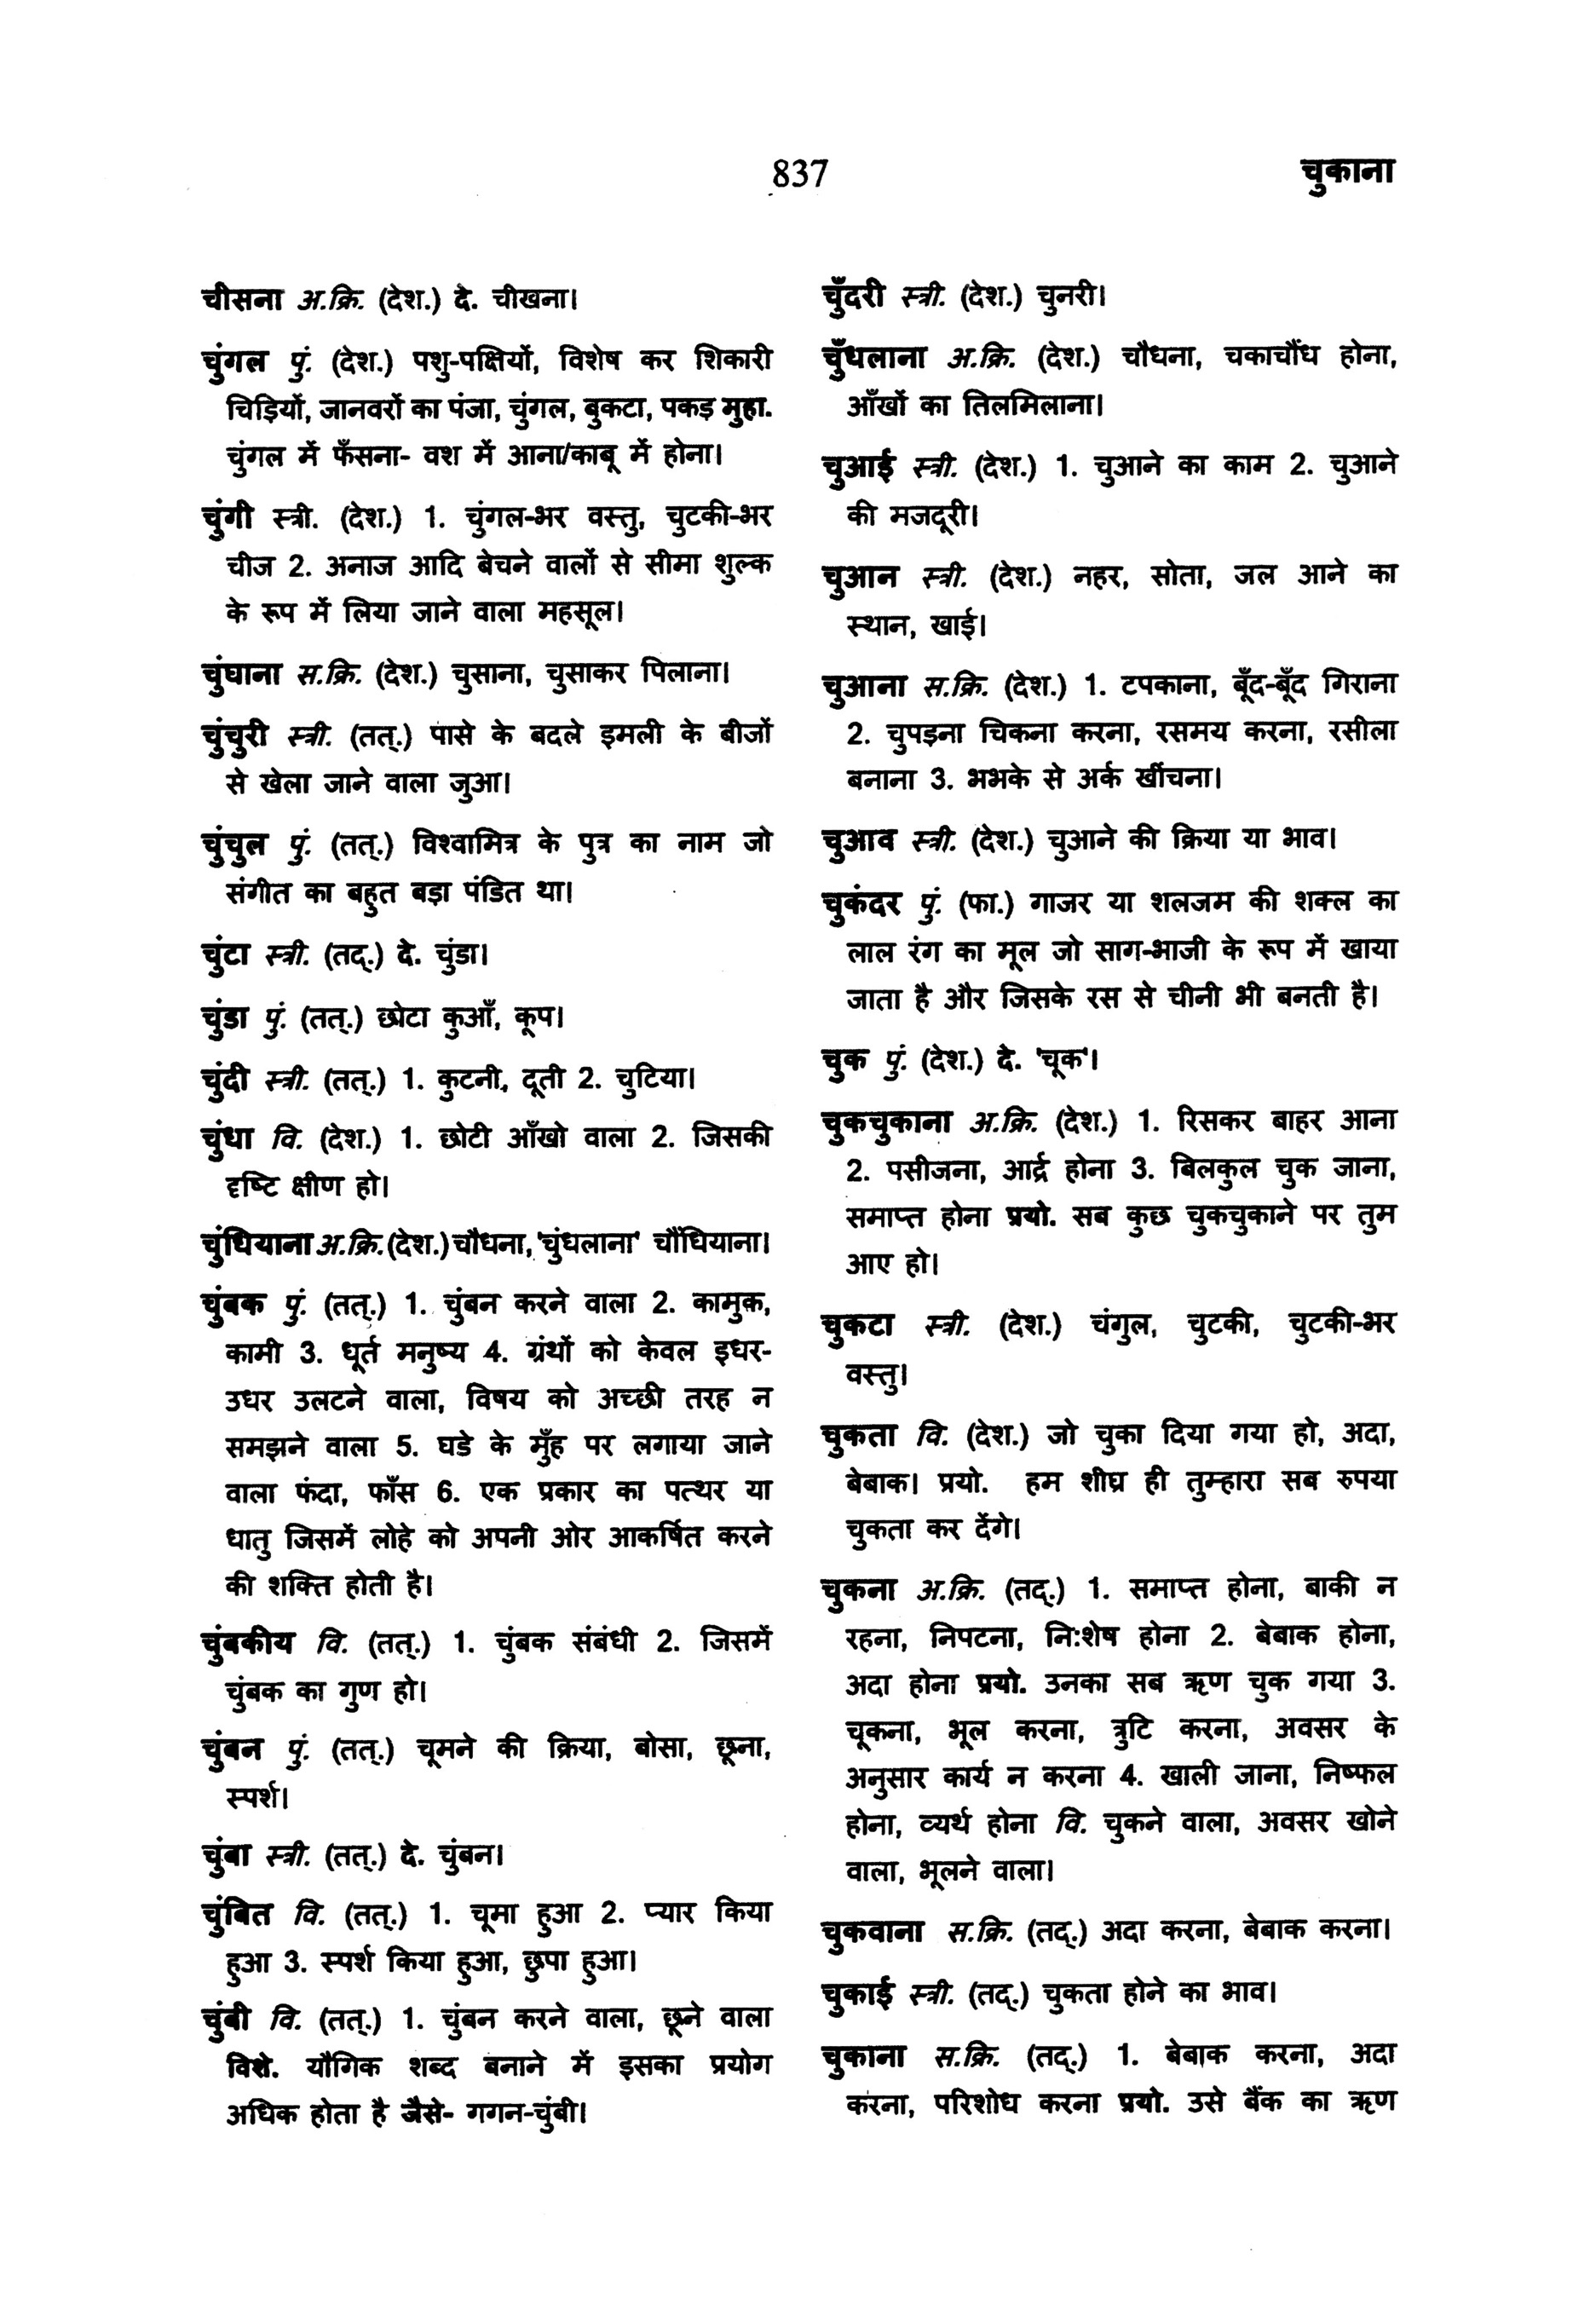 837
चुकाना
चीसना अ.क्रि. (देश.) दे. चीखना।
चुंगल पुं. (देश.) पशु-पक्षियों, विशेष कर शिकारी
चिड़ियों, जानवरों का पंजा, चुंगल, बुकटा, पकड़ मुहा.
चुंगल में फँसना- वश में आना/काबू में होना।
चुंगी स्त्री. (देश.) 1. चुंगल-भर वस्तु, चुटकी-भर
चीज 2. अनाज आदि बेचने वालों से सीमा शुल्क
के रूप में लिया जाने वाला महसूल।
चुंघाना स.क्रि. (देश.) चुसाना, चुसाकर पिलाना।
चुंचुरी स्त्री. (तत्.) पासे के बदले इमली के बीजों
से खेला जाने वाला जुआ।
चुंचुल पुं. (तत्.) विश्वामित्र के पुत्र का नाम जो
संगीत का बहुत बड़ा पंडित था।
चुंटा स्त्री. (तद्.) दे. चुंडा।
चुंडा पुं. (तत्.) छोटा कुआँ, कूप।
चुंदी स्त्री. (तत्.) 1. कुटनी, दूती 2. चुटिया।
चुंधा वि. (देश.) 1. छोटी आँखो वाला 2. जिसकी
दृष्टि क्षीण हो।
चुंधियाना अ.क्रि. (देश.) चौधना, 'चुंधलाना' चौंधियाना।
चुंबक पुं. (तत्.) 1. चुंबन करने वाला 2. कामुक,
कामी 3. धूर्त मनुष्य 4. ग्रंथों को केवल इधर-
उधर उलटने वाला, विषय को अच्छी तरह न
समझने वाला 5. घडे के मुँह पर लगाया जाने
वाला फंदा, फाँस 6. एक प्रकार का पत्थर या
धातु जिसमें लोहे को अपनी ओर आकर्षित करने
की शक्ति होती है।
चुंबकीय वि. (तत्.) 1. चुंबक संबंधी 2. जिसमें
चुंबक का गुण हो।
चुंबन पुं. (तत्.) चूमने की क्रिया, बोसा, छूना,
स्पर्श।
चुंबा स्त्री. (तत्.) दे. चुंबन।
चुंबित वि. (तत्.) 1. चूमा हुआ 2. प्यार किया
हुआ 3. स्पर्श किया हुआ, छुपा हुआ।
चुंबी वि. (तत्.) 1. चुंबन करने वाला, छूने वाला
विशे. यौगिक शब्द बनाने में इसका प्रयोग
अधिक होता है जैसे- गगन-चुंबी।
चुँदरी स्त्री. (देश.) चुनरी।
चुँधलाना अ.क्रि. (देश.) चौधना, चकाचौंध होना,
आँखों का तिलमिलाना।
चुआई स्त्री. (देश.) 1. चुआने का काम 2. चुआने
की मजदूरी।
चुआन स्त्री. (देश.) नहर, सोता, जल आने का
स्थान, खाई।
चुआना स.क्रि. (देश.) 1. टपकाना, बूँद-बूँद गिराना
2. चुपड़ना चिकना करना, रसमय करना, रसीला
बनाना 3. भभके से अर्क खींचना।
चुआव स्त्री. (देश.) चुआने की क्रिया या भाव।
चुकंदर पुं. (फा.) गाजर या शलजम की शक्ल का
लाल रंग का मूल जो साग-भाजी के रूप में खाया
जाता है और जिसके रस से चीनी भी बनती है।
चुक पुं. (देश.) दे. 'चूक'।
चुकचुकाना अ.क्रि. (देश.) 1. रिसकर बाहर आना
2. पसीजना, आर्द्र होना 3. बिलकुल चुक जाना,
समाप्त होना प्रयो. सब कुछ चुकचुकाने पर तुम
आए हो।
चुकटा स्त्री. (देश.) चंगुल, चुटकी, चुटकी-भर
वस्तु।
चुकता वि. (देश.) जो चुका दिया गया हो, अदा,
बेबाक। प्रयो. हम शीघ्र ही तुम्हारा सब रुपया
चुकता कर देंगे।
चुकना अ.क्रि. (तद्.) 1. समाप्त होना, बाकी न
रहना, निपटना, नि:शेष होना 2. बेबाक होना,
अदा होना प्रयो. उनका सब ऋण चुक गया 3.
चूकना, भूल करना, त्रुटि करना, अवसर के
अनुसार कार्य न करना 4. खाली जाना, निष्फल
होना, व्यर्थ होना वि. चुकने वाला, अवसर खोने
वाला, भूलने वाला।
चुकवाना स.क्रि. (तद्.) अदा करना, बेबाक करना।
चुकाई स्त्री. (तद्.) चुकता होने का भाव।
चुकाना स.क्रि. (तद्.) 1. बेबाक करना, अदा
करना, परिशोध करना प्रयो. उसे बैंक का ऋण